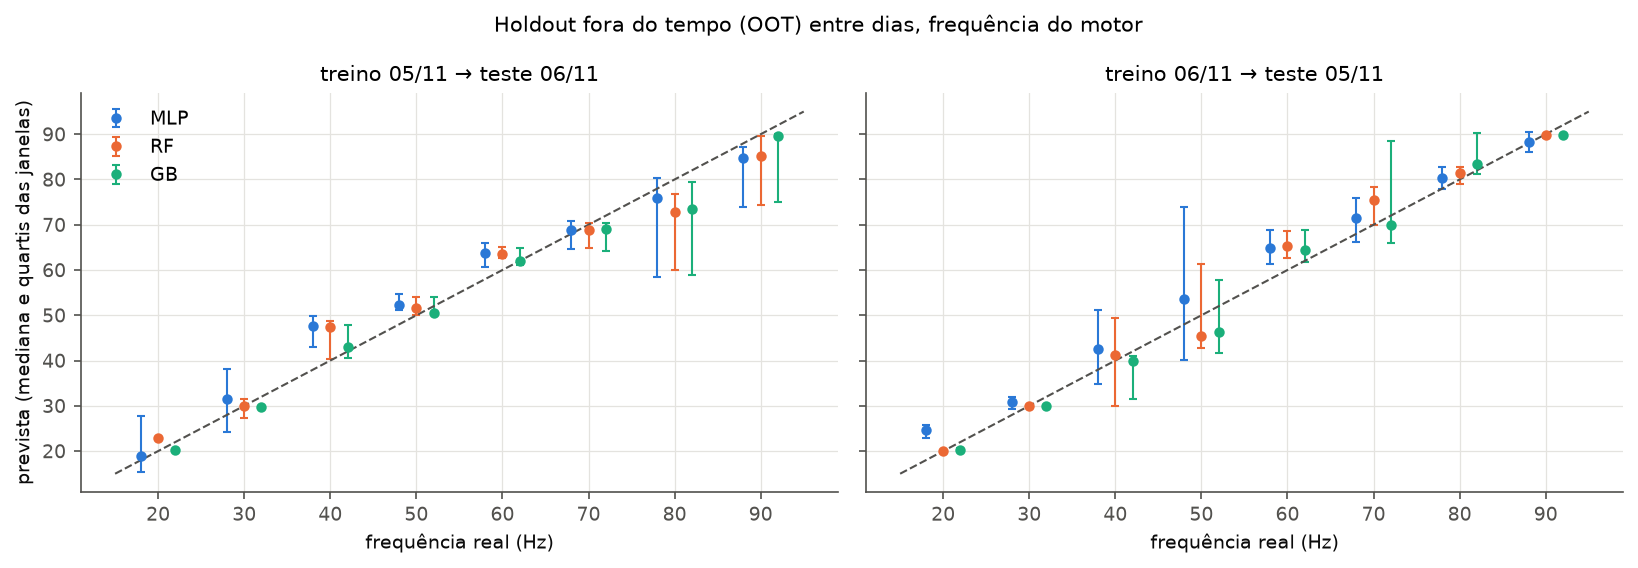 Holdout fora do tempo (OOT) entre dias, frequência do motor
treino 05/11 → teste 06/11
prevista (mediana e quartis das janelas)
90
80
70
60
50
40
30
20
MLP
RF
GB
20 30 40 50 60 70 80 90
frequência real (Hz)
treino 06/11 → teste 05/11
20 30 40 50 60 70 80 90
frequência real (Hz)